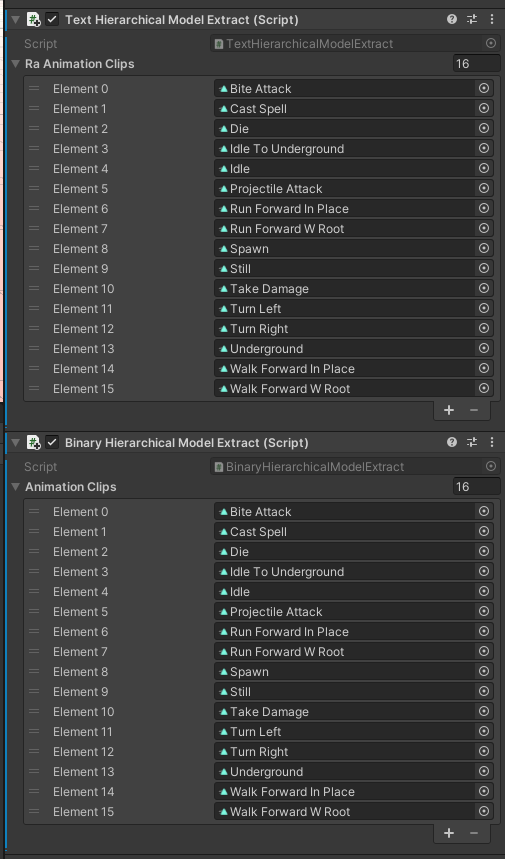 Text Hierarchical Model Extract (Script)
Script TextHierarchicalModelExtract
Ra Animation Clips 16
Element 0 Bite Attack
Element 1 Cast Spell
Element 2 Die
Element 3 Idle To Underground
Element 4 Idle
Element 5 Projectile Attack
Element 6 Run Forward In Place
Element 7 Run Forward W Root
Element 8 Spawn
Element 9 Still
Element 10 Take Damage
Element 11 Turn Left
Element 12 Turn Right
Element 13 Underground
Element 14 Walk Forward In Place
Element 15 Walk Forward W Root
Binary Hierarchical Model Extract (Script)
Script BinaryHierarchicalModelExtract
Animation Clips 16
Element 0 Bite Attack
Element 1 Cast Spell
Element 2 Die
Element 3 Idle To Underground
Element 4 Idle
Element 5 Projectile Attack
Element 6 Run Forward In Place
Element 7 Run Forward W Root
Element 8 Spawn
Element 9 Still
Element 10 Take Damage
Element 11 Turn Left
Element 12 Turn Right
Element 13 Underground
Element 14 Walk Forward In Place
Element 15 Walk Forward W Root